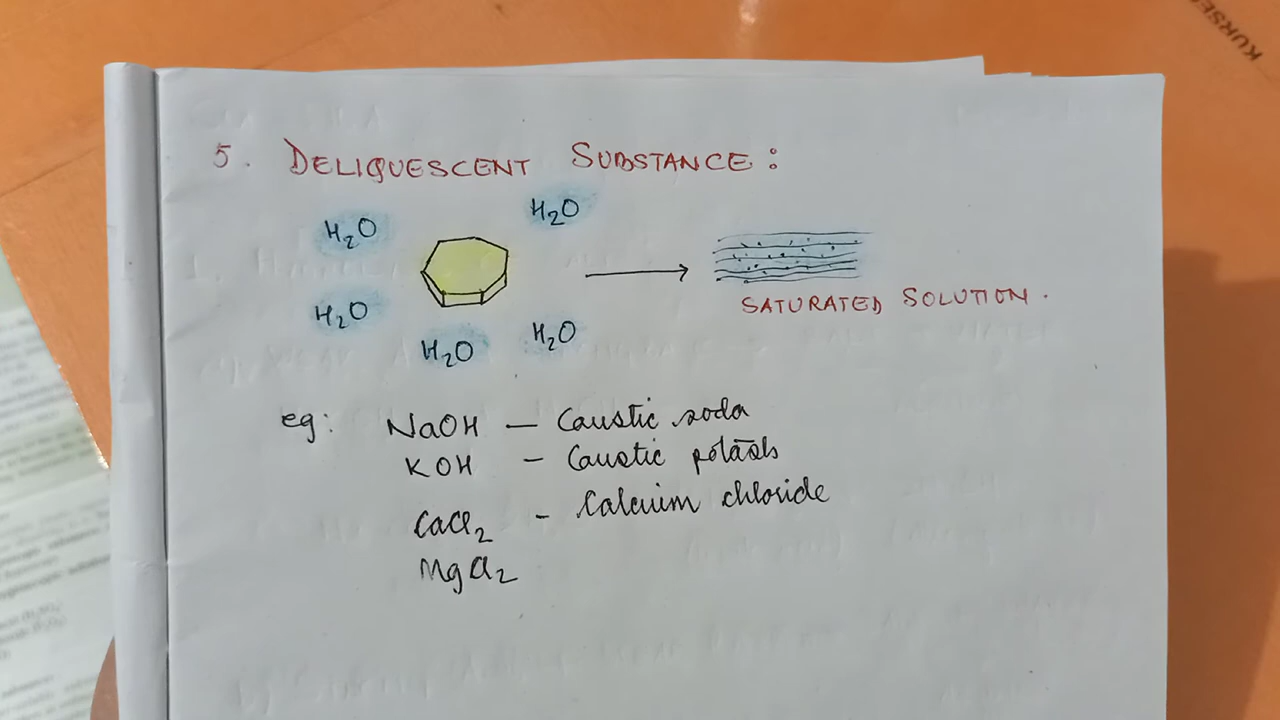 KURSE
5. DELIQUESCENT SUBSTANCE:
H₂O
H₂O
H₂O
H₂O
H₂O
SATURATED SOLUTION.
eg: NaOH — Caustic soda
KOH – Caustic potash
CaCl₂ – Calcium chloride
MgCl₂